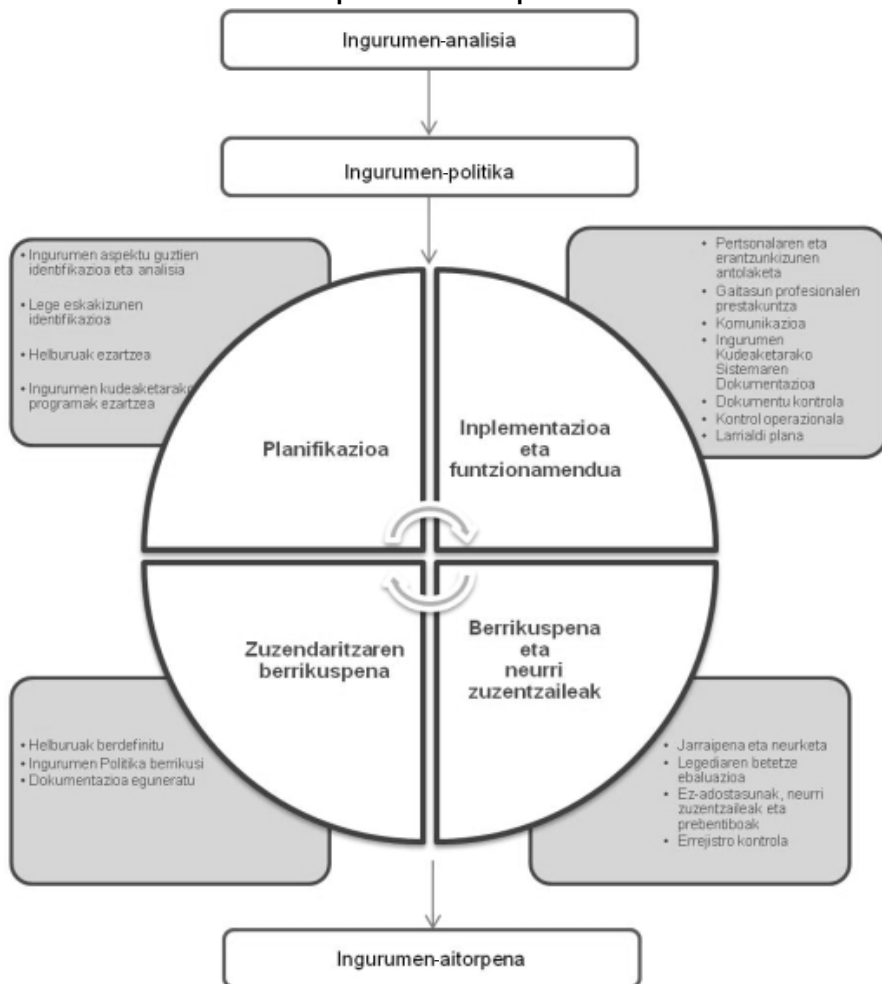 Ingurumen-analisia
Ingurumen-politika
• Ingurumen aspektu guztien
identifikazioa eta analisia
• Lege eskakizunen
identifikazioa
• Helburuak ezartzea
• Ingurumen kudeaketarako
programak ezartzea
• Pertsonalaren eta
erantzunkizunen
antolaketa
• Gaitasun profesionalen
prestakuntza
• Komunikazioa
• Ingurumen
Kudeaketarako
Sistemaren
Dokumentazioa
• Dokumentu kontrola
• Kontrol operazionala
• Larrialdi plana
Planifikazioa
Inplementazioa
eta
funtzionamendua
Zuzendaritzaren
berrikuspena
Berrikuspena
eta
neurri
zuzentzaileak
• Helburuak berdefinitu
• Ingurumen Politika berrikusi
• Dokumentazioa eguneratu
• Jarraipena eta neurketa
• Legediaren betetze
ebaluazioa
• Ez-adostasunak, neurri
zuzentzaileak eta
prebentiboak
• Errejistro kontrola
Ingurumen-aitorpena